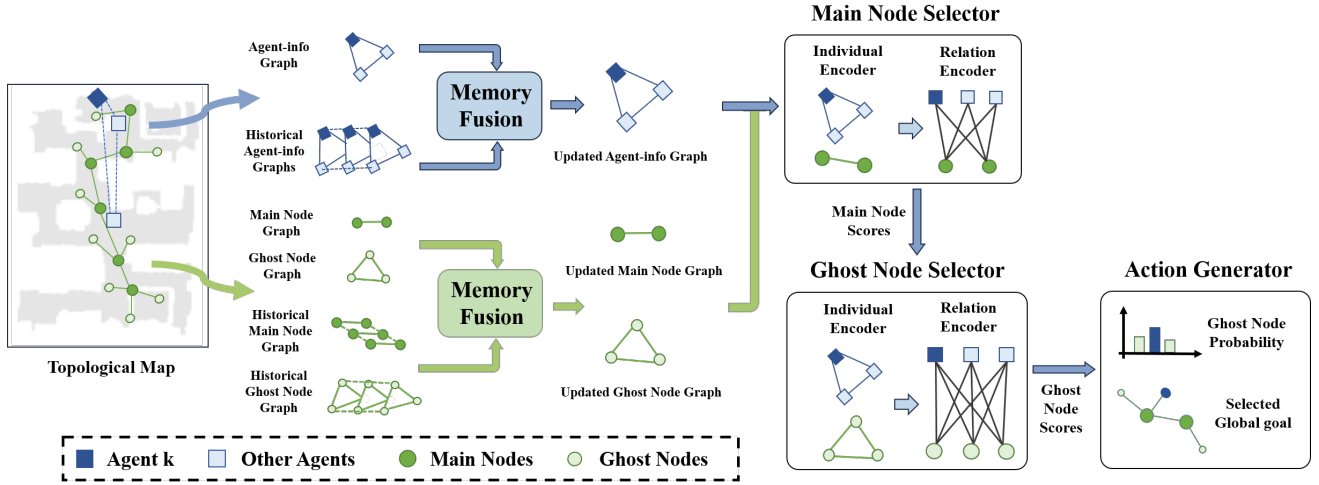 Topological Map
Agent-info
Graph
Historical
Agent-info
Graphs
Memory
Fusion
Updated Agent-info Graph
Main Node
Graph
Ghost Node
Graph
Historical
Main Node
Graph
Historical
Ghost Node
Graph
Memory
Fusion
Updated Main Node Graph
Updated Ghost Node Graph
Main Node Selector
Individual
Encoder
Relation
Encoder
Main Node
Scores
Ghost Node Selector
Individual
Encoder
Relation
Encoder
Ghost
Node
Scores
Action Generator
Ghost Node
Probability
Selected
Global goal
Agent k
Other Agents
Main Nodes
Ghost Nodes